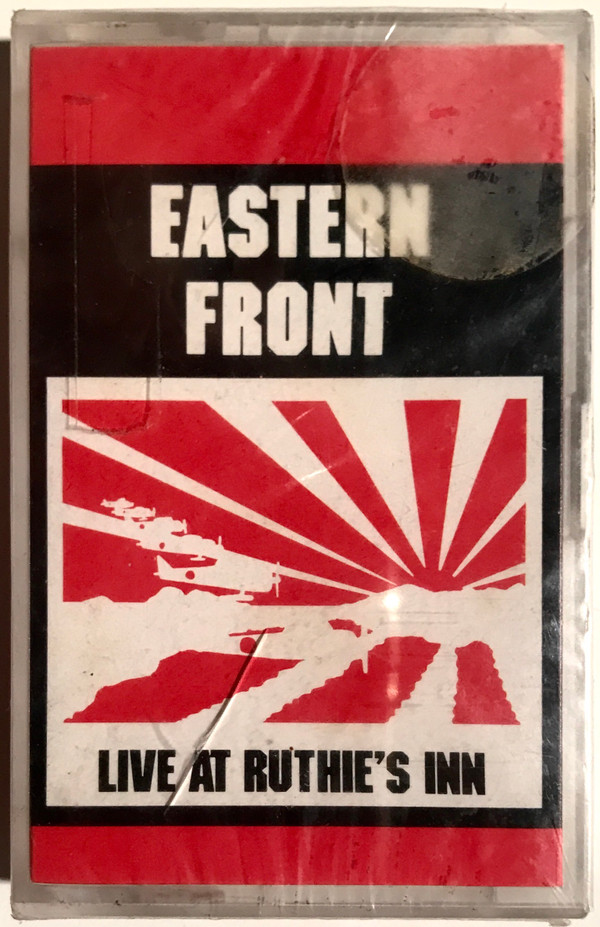 EASTERN
FRONT
LIVE AT RUTHIE'S INN